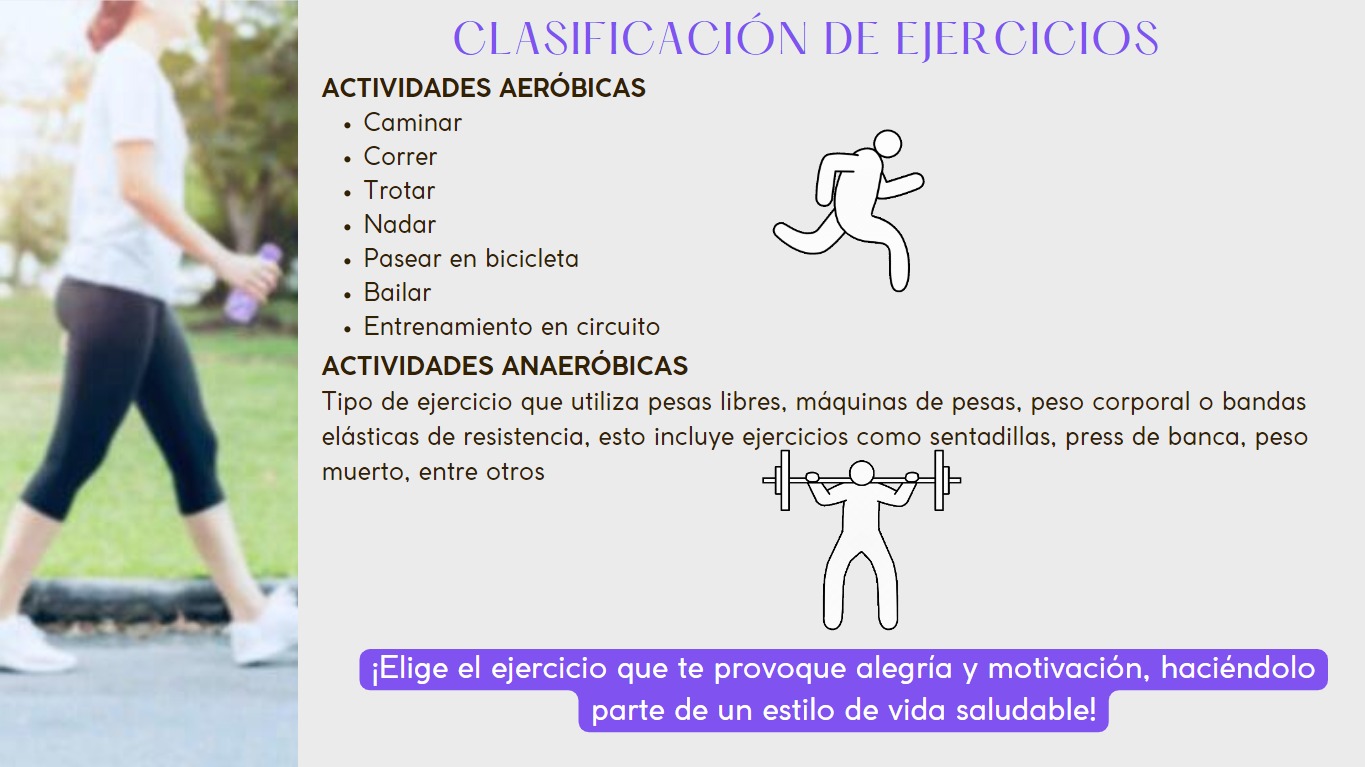 CLASIFICACIÓN DE EJERCICIOS
ACTIVIDADES AERÓBICAS
• Caminar
• Correr
• Trotar
• Nadar
• Pasear en bicicleta
• Bailar
• Entrenamiento en circuito
ACTIVIDADES ANAERÓBICAS
Tipo de ejercicio que utiliza pesas libres, máquinas de pesas, peso corporal o bandas
elásticas de resistencia, esto incluye ejercicios como sentadillas, press de banca, peso
muerto, entre otros
¡Elige el ejercicio que te provoque alegría y motivación, haciéndolo
parte de un estilo de vida saludable!